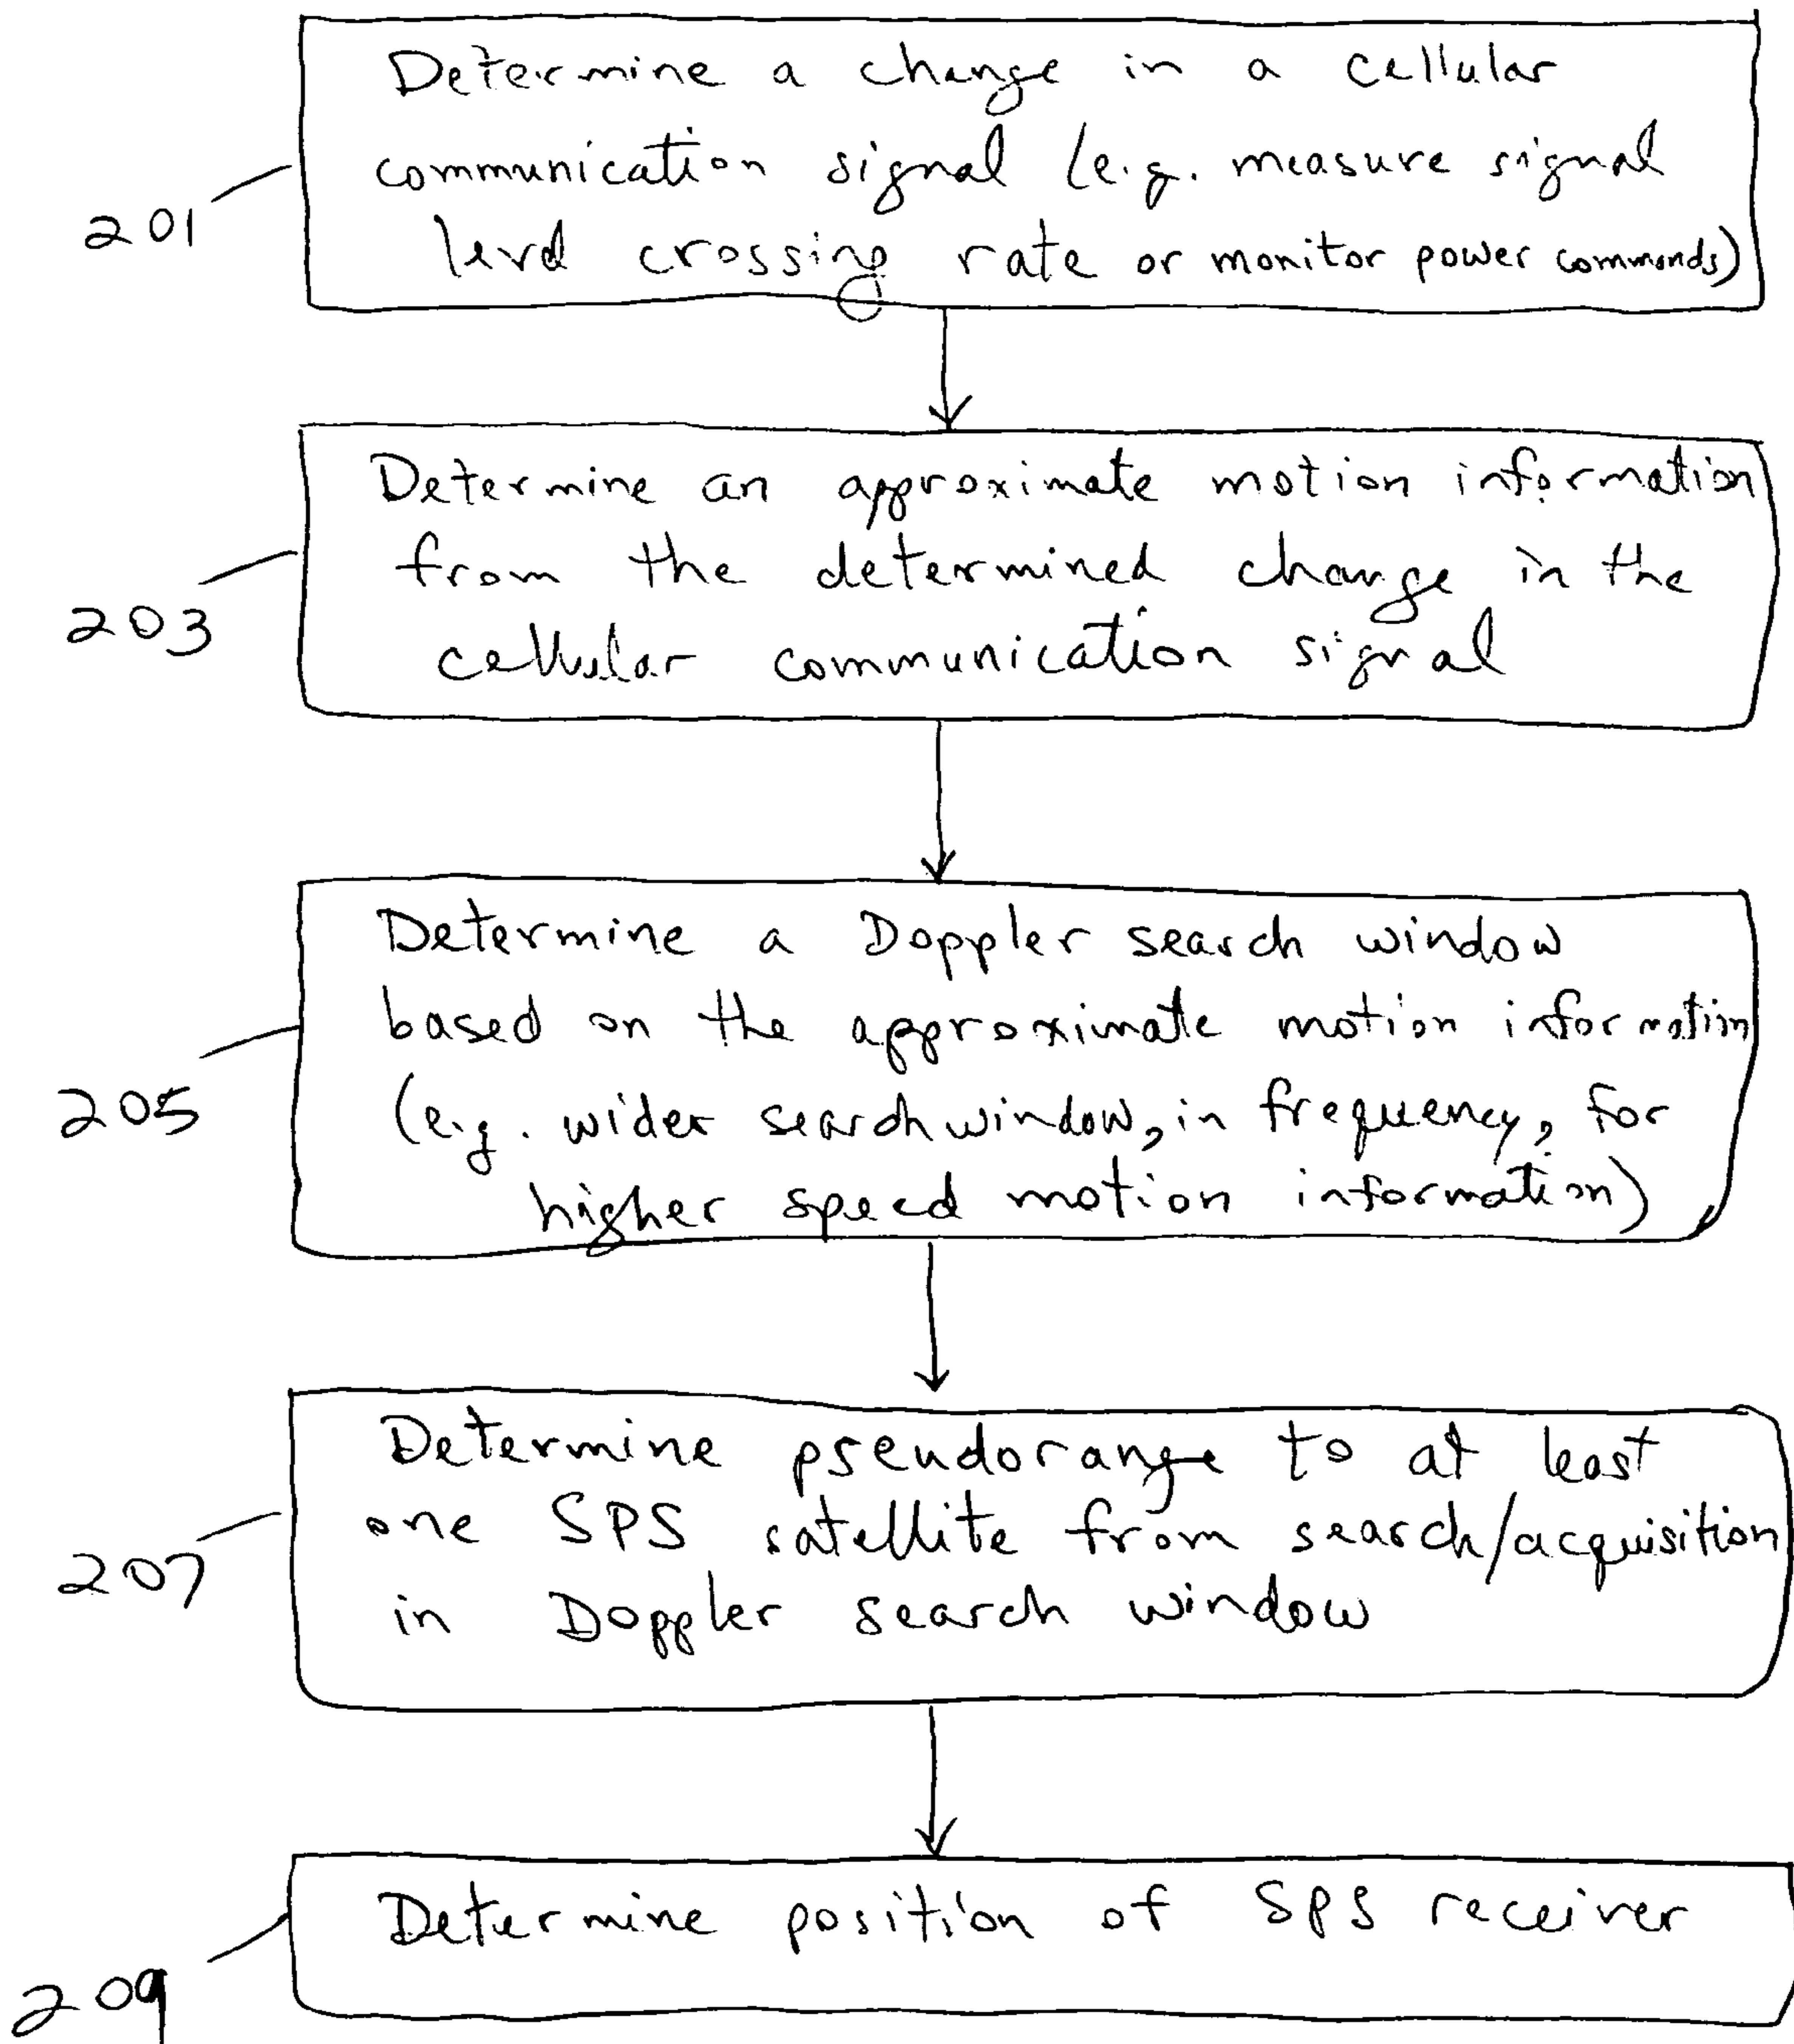 Determine a change in a cellular
communication signal (e.g. measure signal
level crossing rate or monitor power commands)
201
Determine an approximate motion information
from the determined change in the
cellular communication signal
203
Determine a Doppler search window
based on the approximate motion information
(e.g. wider search window, in frequency, for
higher speed motion information)
205
Determine pseudorange to at least
one SPS satellite from search/acquisition
in Doppler search window
207
Determine position of SPS receiver
209